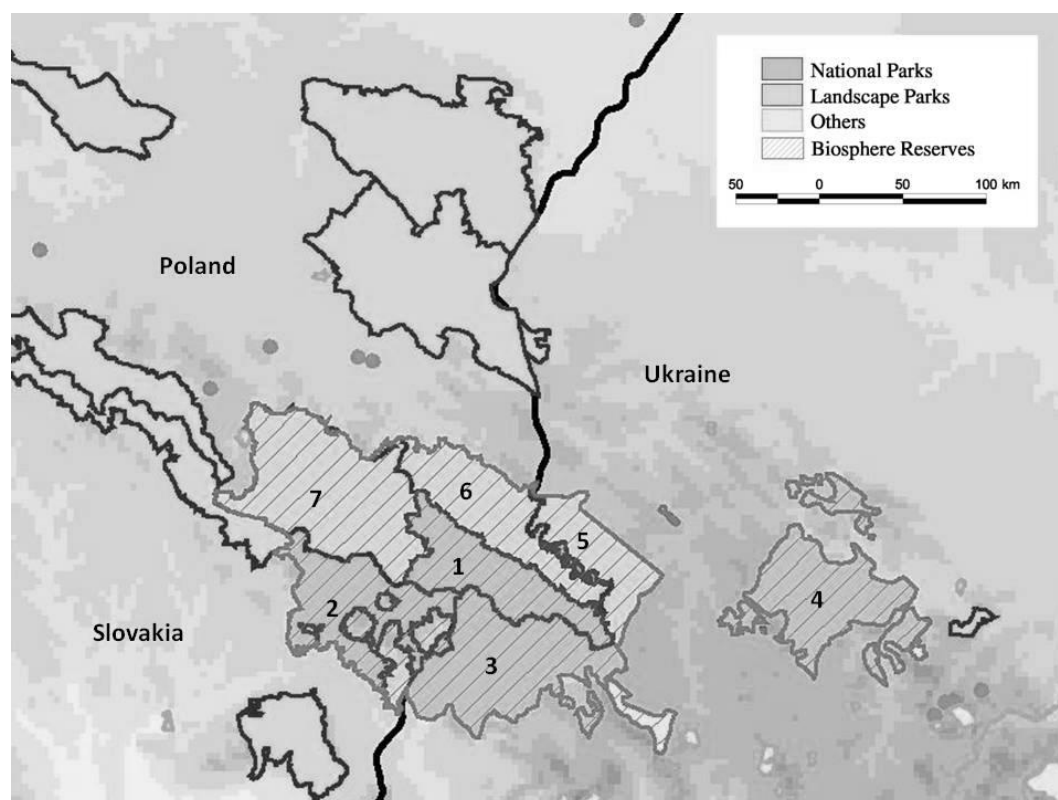 National Parks
Landscape Parks
Others
Biosphere Reserves
50 0 50 100 km
Poland
Ukraine
7
6
5
1
4
2
Slovakia
3